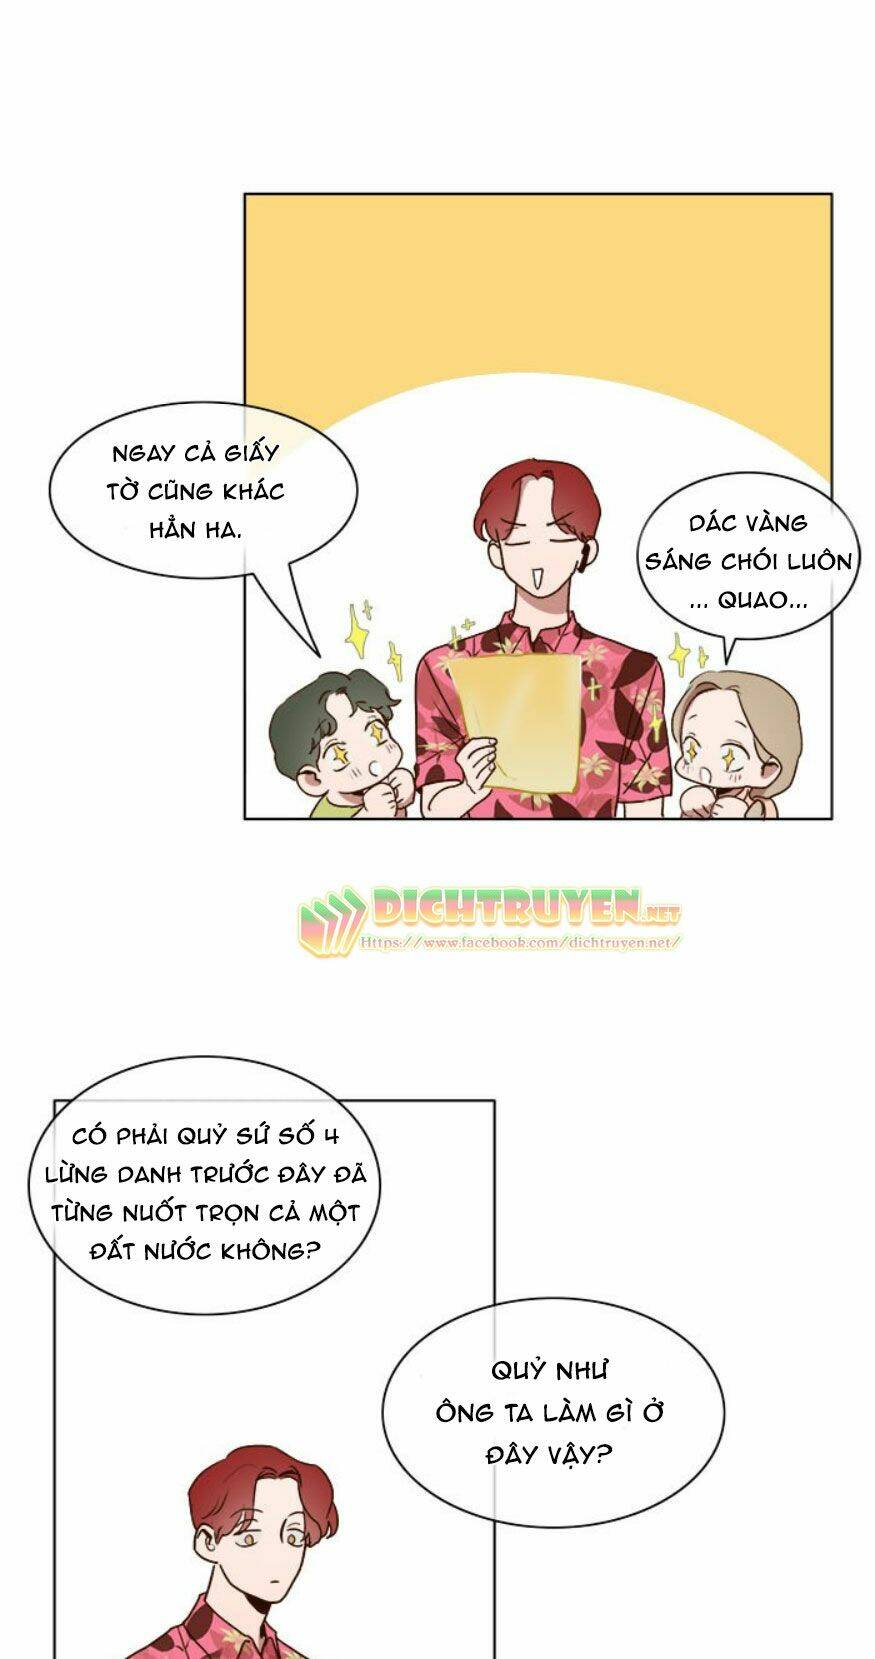 NGAY CẢ GIẤY
TỜ CŨNG KHÁC
HẲN HA.
DÁC VÀNG
SÁNG CHÓI LUÔN
... QUAO...
DICHTRUYEN.NET
Https://www.facebook.com/dichtruyen.net/
CÓ PHẢI QUỶ SỨ SỐ 4
LỪNG DANH TRƯỚC ĐÂY ĐÃ
TỪNG NUỐT TRỌN CẢ MỘT
ĐẤT NƯỚC KHÔNG?
QUỶ NHƯ
ÔNG TA LÀM GÌ Ở
ĐÂY VẬY?